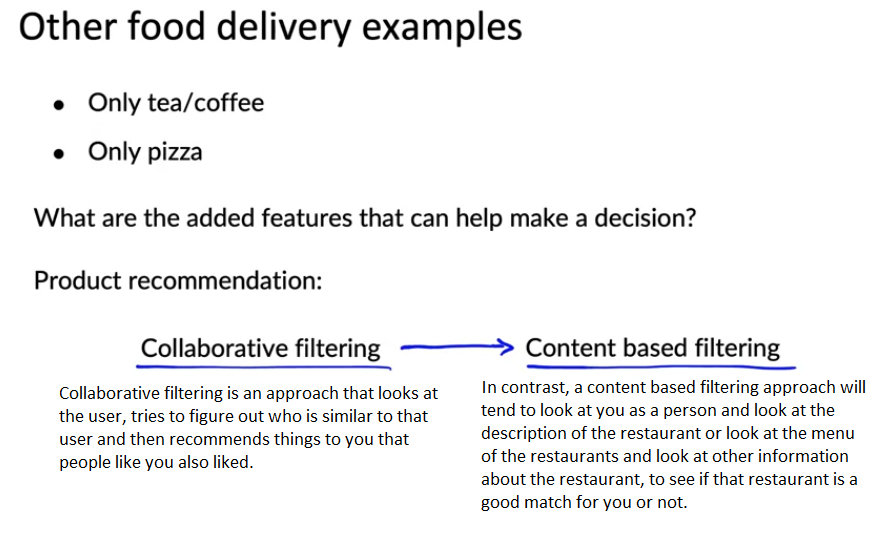 Other food delivery examples
• Only tea/coffee
• Only pizza
What are the added features that can help make a decision?
Product recommendation:
Collaborative filtering
Collaborative filtering is an approach that looks at
the user, tries to figure out who is similar to that
user and then recommends things to you that
people like you also liked.
Content based filtering
In contrast, a content based filtering approach will
tend to look at you as a person and look at the
description of the restaurant or look at the menu
of the restaurants and look at other information
about the restaurant, to see if that restaurant is a
good match for you or not.